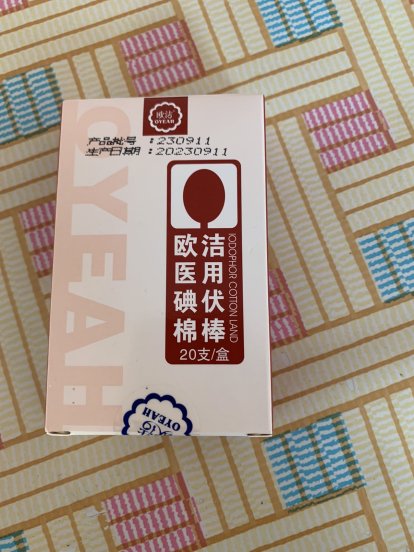 欧洁
OYEAH
产品批号 :230911
生产日期 :20230911
OYEAH
欧洁
医用
碘伏
棉棒
IODOPHOR COTTON LAND
20支/盒
OYEAH